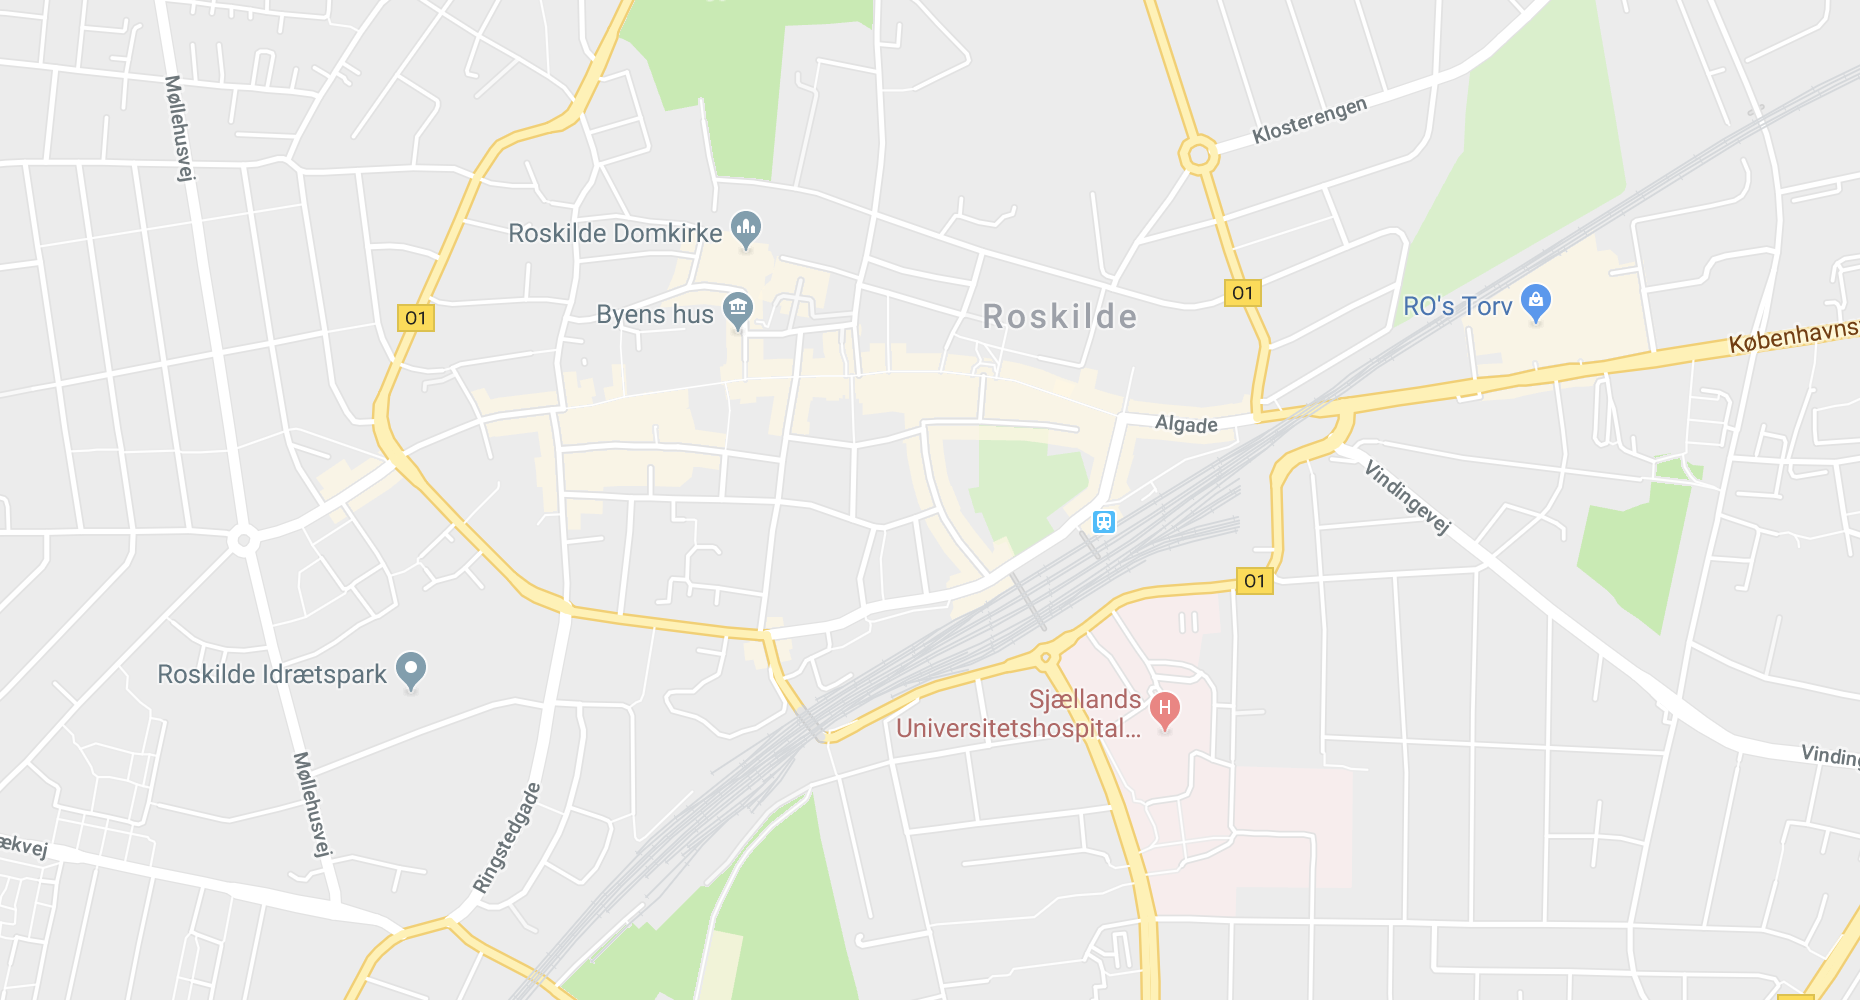 Møllehusvej
Klosterengen
Roskilde Domkirke
O1
RO's Torv
Byens hus
Roskilde
O1
Københavns
Algade
Vindingevej
O1
Roskilde Idrætspark
Sjællands
Universitetshospital...
H
Møllehusvej
Vinding
Ringstedgade
ækvej